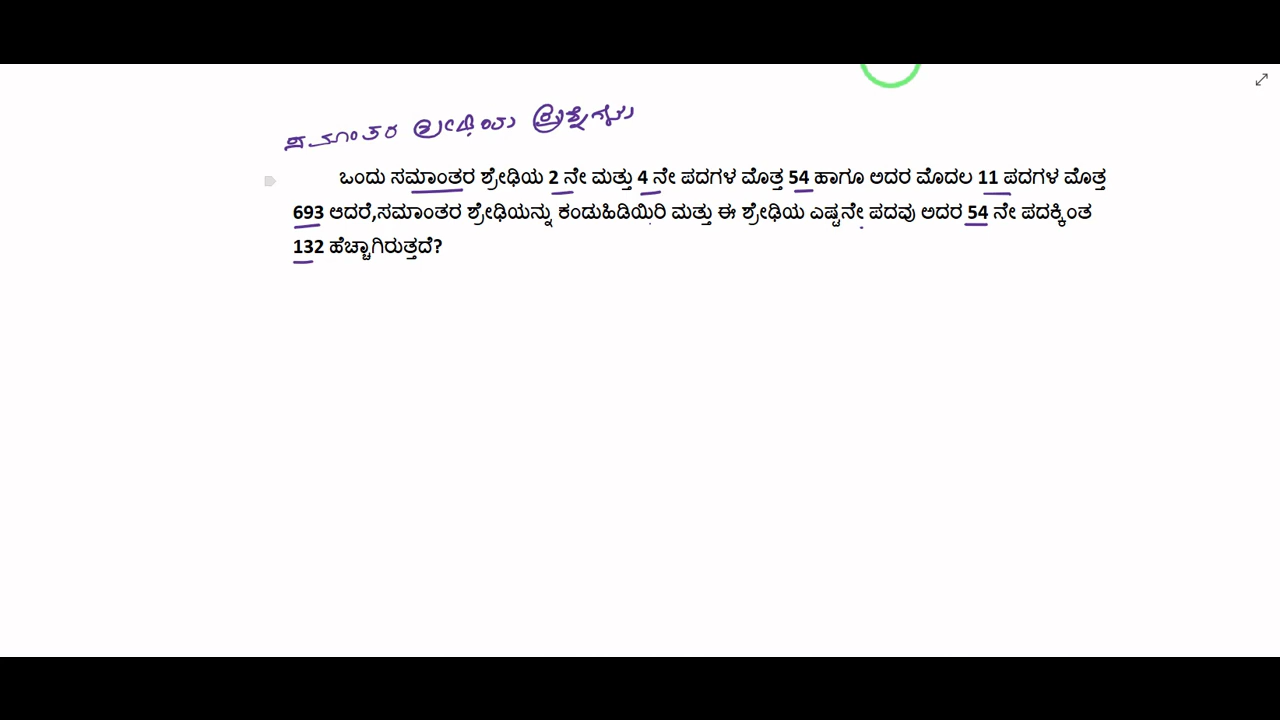 ಸಮಾಂತರ ಶ್ರೇಢಿಯ ಪ್ರಶ್ನೆಗಳು
ಒಂದು ಸಮಾಂತರ ಶ್ರೇಢಿಯ 2 ನೇ ಮತ್ತು 4 ನೇ ಪದಗಳ ಮೊತ್ತ 54 ಹಾಗೂ ಅದರ ಮೊದಲ 11 ಪದಗಳ ಮೊತ್ತ
693 ಆದರೆ,ಸಮಾಂತರ ಶ್ರೇಢಿಯನ್ನು ಕಂಡುಹಿಡಿಯಿರಿ ಮತ್ತು ಈ ಶ್ರೇಢಿಯ ಎಷ್ಟನೇ ಪದವು ಅದರ 54 ನೇ ಪದಕ್ಕಿಂತ
132 ಹೆಚ್ಚಾಗಿರುತ್ತದೆ?